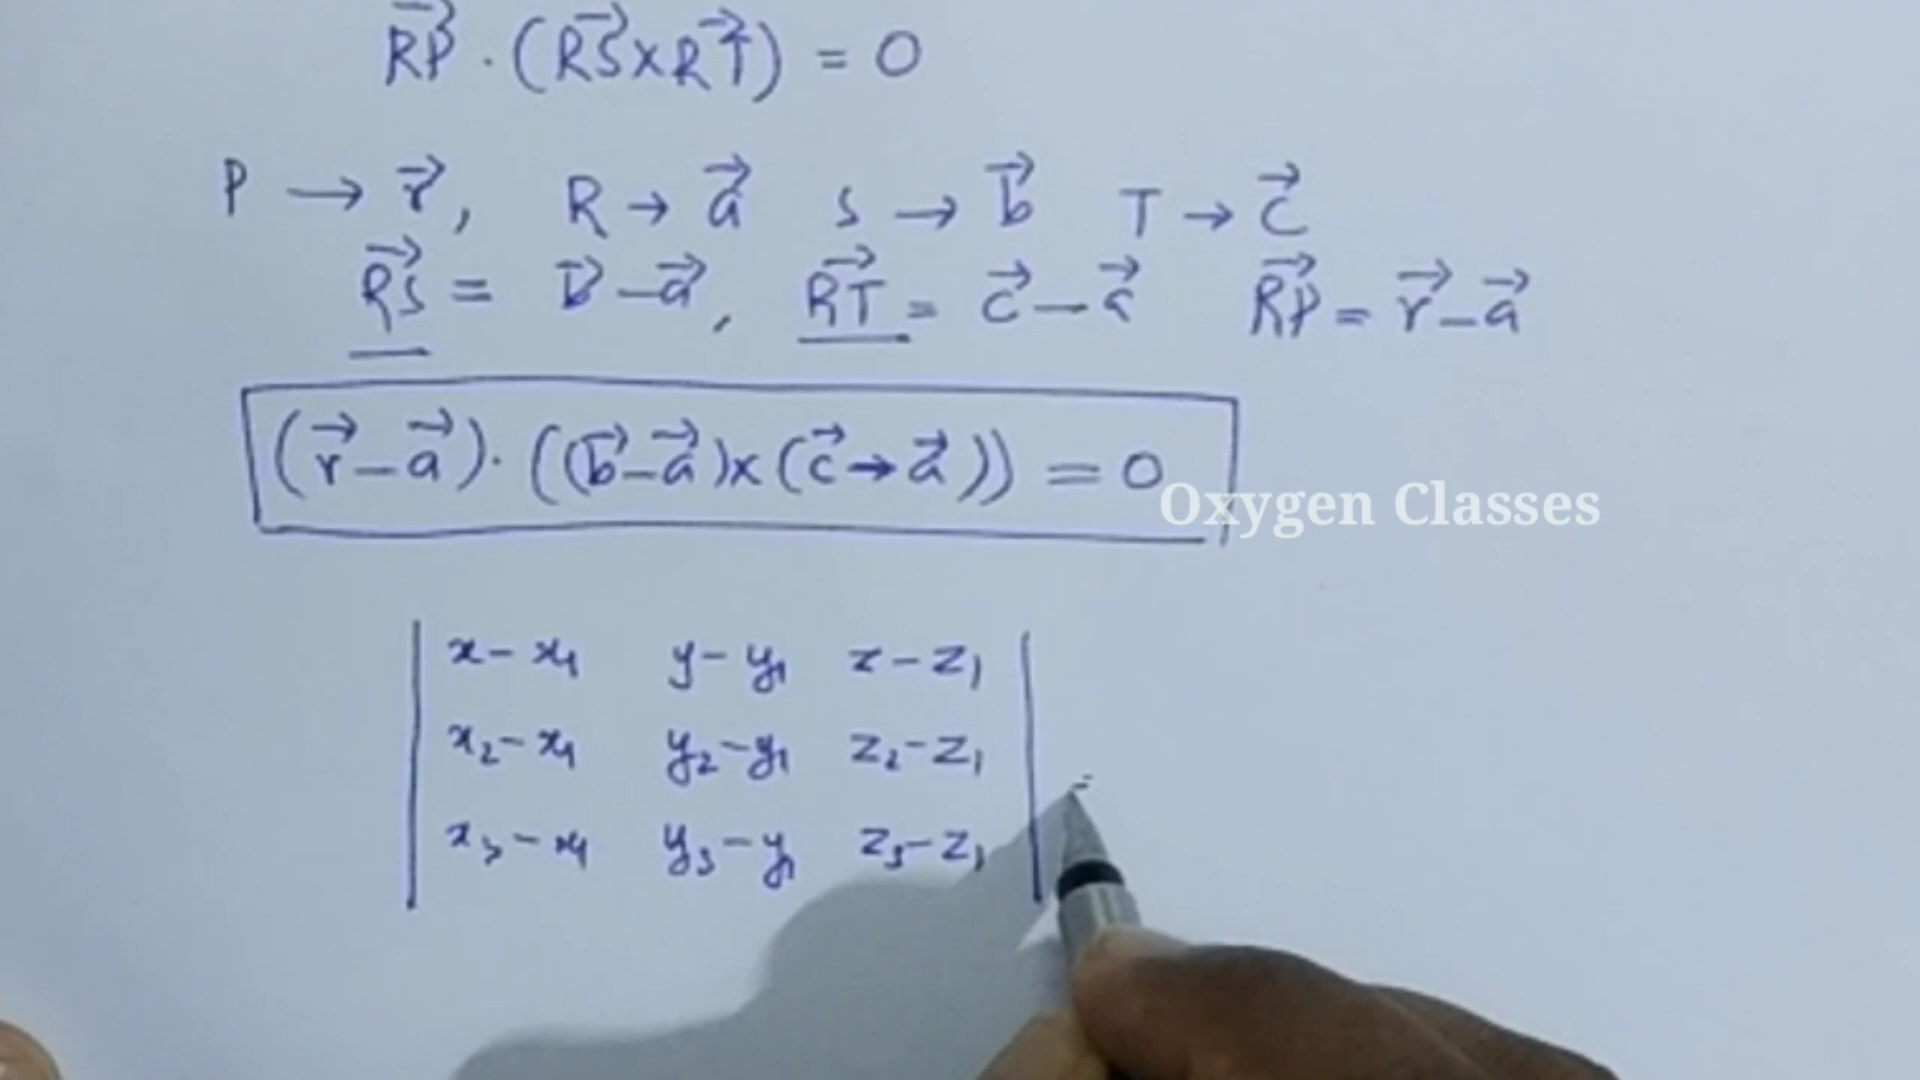 RP⃗ · (RS⃗ × RT⃗) = 0
P → r⃗, R → a⃗ S → b⃗ T → c⃗
RS⃗ = b⃗ − a⃗, RT⃗ = c⃗ − a⃗ RP⃗ = r⃗ − a⃗
(r⃗ − a⃗) · ((b⃗ − a⃗) × (c⃗ → a⃗)) = 0
Oxygen Classes
| x − x₁ y − y₁ z − z₁ |
| x₂ − x₁ y₂ − y₁ z₂ − z₁ | =
| x₃ − x₁ y₃ − y₁ z₃ − z₁ |